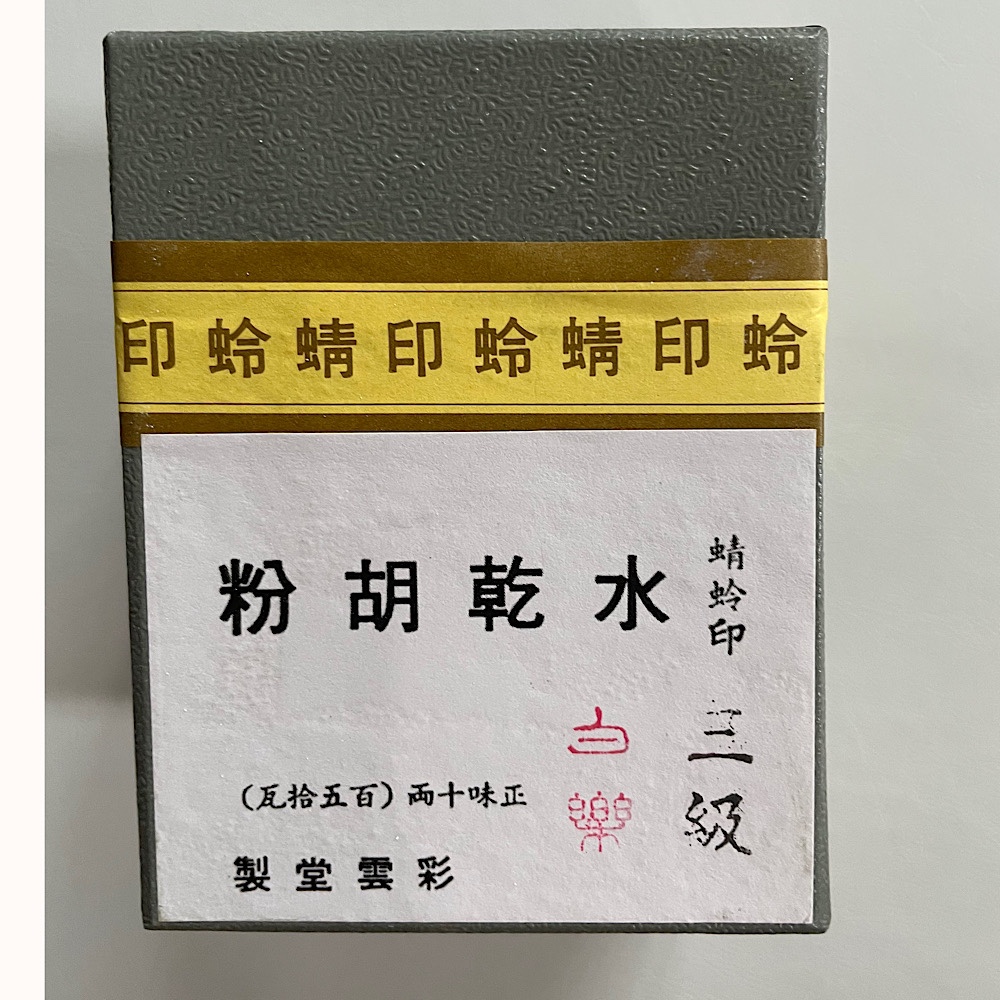 蛉印蜻蛉印蜻蛉印
蜻蛉印
三級
水乾胡粉
白樂
正味十両（百五拾瓦）
彩雲堂製